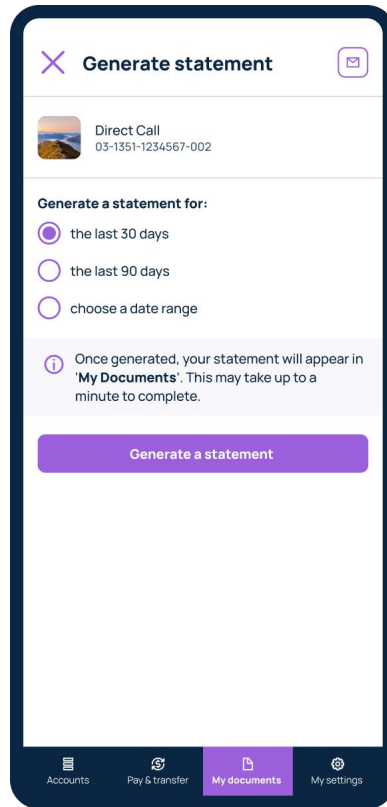 Generate statement
Direct Call
03-1351-1234567-002
Generate a statement for:
the last 30 days
the last 90 days
choose a date range
Once generated, your statement will appear in
'My Documents'. This may take up to a
minute to complete.
Generate a statement
Accounts
Pay & transfer
My documents
My settings